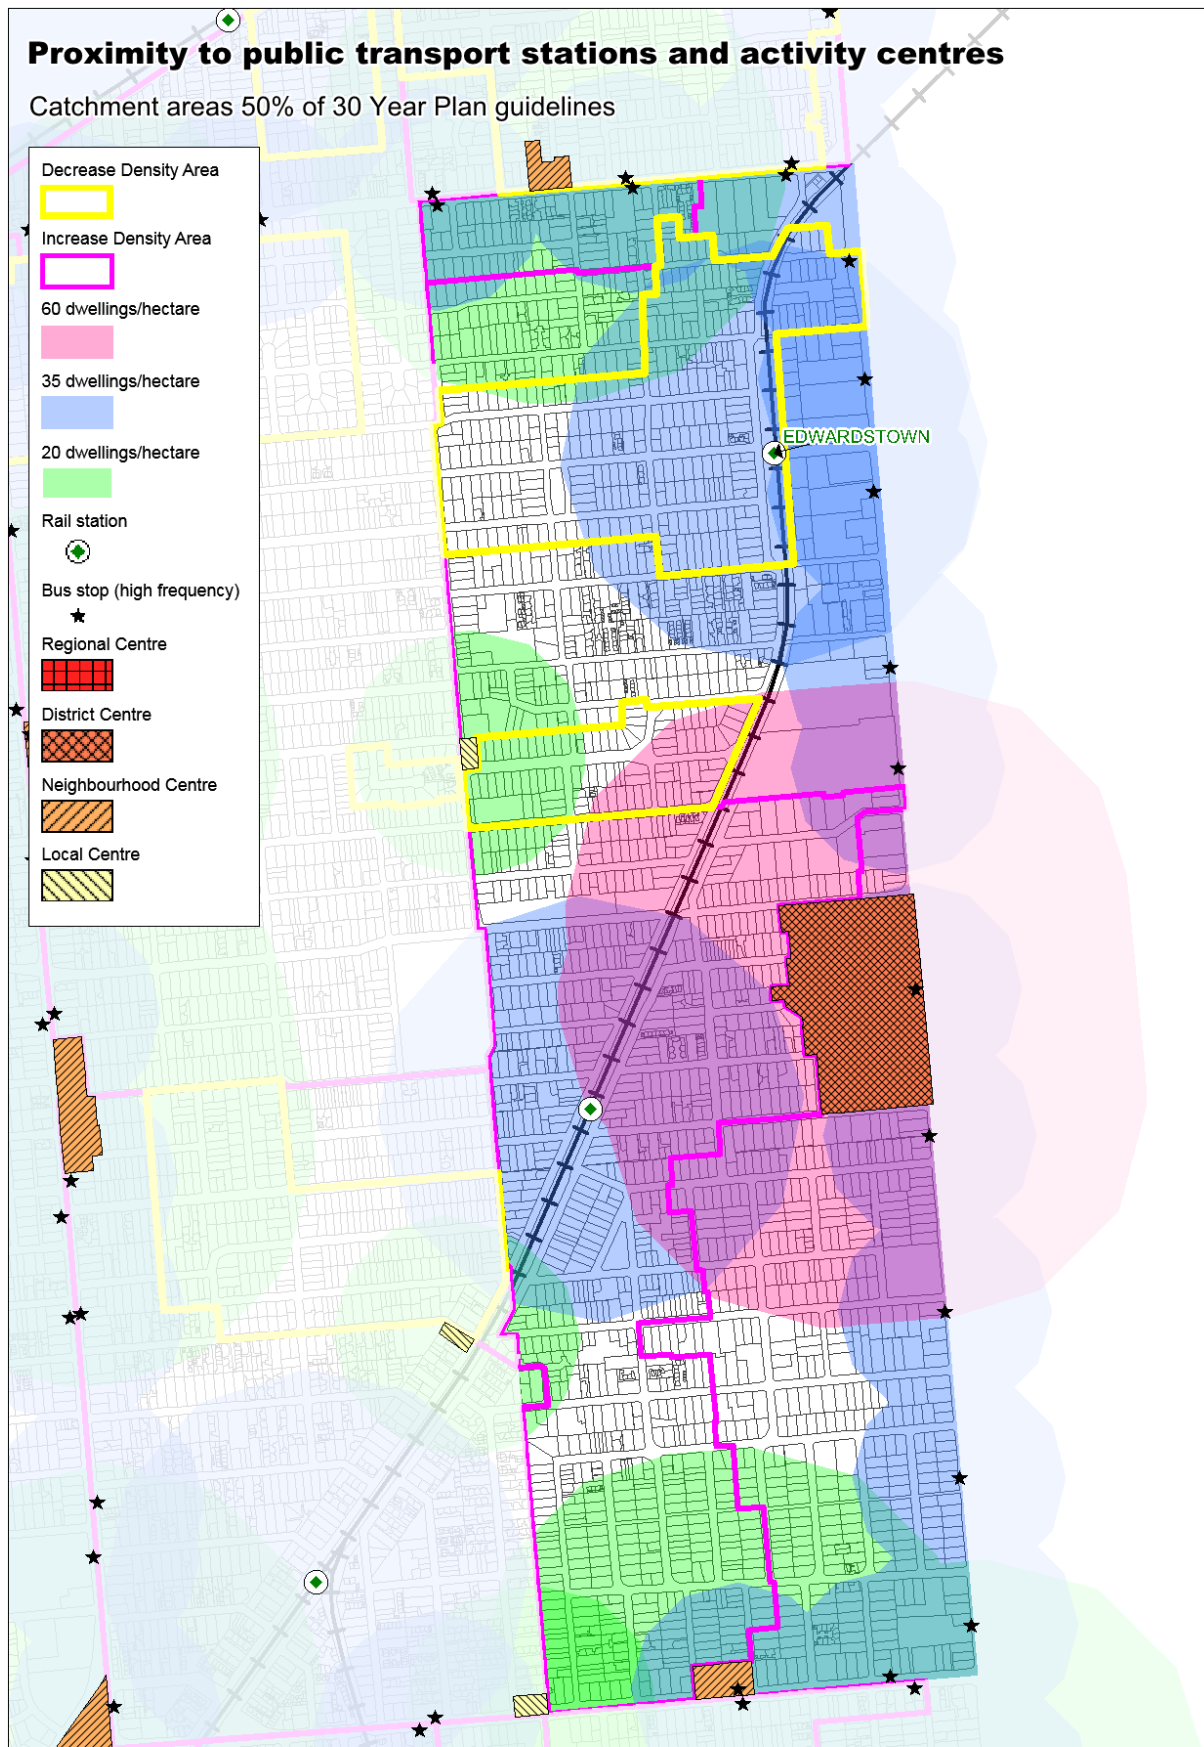 Proximity to public transport stations and activity centres
Catchment areas 50% of 30 Year Plan guidelines
Decrease Density Area
Increase Density Area
60 dwellings/hectare
35 dwellings/hectare
20 dwellings/hectare
Rail station
Bus stop (high frequency)
Regional Centre
District Centre
Neighbourhood Centre
Local Centre
EDWARDSTOWN